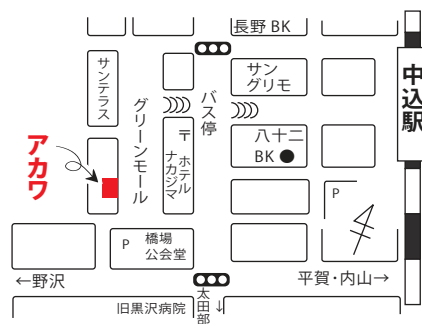 長野 BK
サンテラス
サン
グリモ
バス停
グリーンモール
中込駅
〒
ホテル
ナカジマ
八十二
BK
アカワ
P
P
橋場
公会堂
←野沢
平賀・内山→
太田部↓
旧黒沢病院